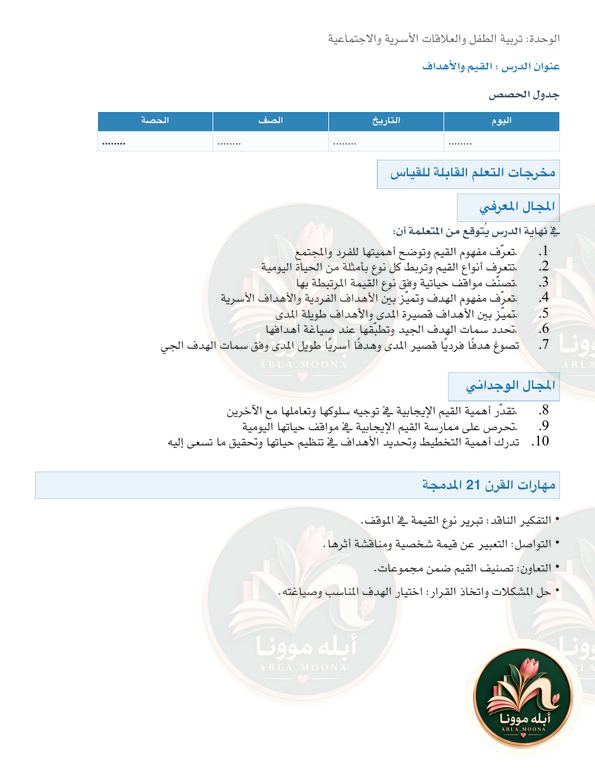 الوحدة: تربية الطفل والعلاقات الأسرية والاجتماعية
عنوان الدرس : القيم والأهداف
جدول الحصص
اليوم التاريخ الصف الحصة
........ ........ ........ ........
مخرجات التعلم القابلة للقياس
المجال المعرفي
في نهاية الدرس يُتوقع من المتعلمة أن:
1. تعرّف مفهوم القيم وتوضح أهميتها للفرد والمجتمع.
2. تتعرف أنواع القيم وتربط كل نوع بأمثلة من الحياة اليومية.
3. تصنّف مواقف حياتية وفق نوع القيمة المرتبطة بها.
4. تعرّف مفهوم الهدف وتميّز بين الأهداف الفردية والأهداف الأسرية.
5. تميّز بين الأهداف قصيرة المدى والأهداف طويلة المدى.
6. تحدد سمات الهدف الجيد وتطبّقها عند صياغة أهدافها.
7. تصوغ هدفًا فرديًا قصير المدى وهدفًا أسريًا طويل المدى وفق سمات الهدف الجي
المجال الوجداني
8. تقدّر أهمية القيم الإيجابية في توجيه سلوكها وتعاملها مع الآخرين.
9. تحرص على ممارسة القيم الإيجابية في مواقف حياتها اليومية.
10. تدرك أهمية التخطيط وتحديد الأهداف في تنظيم حياتها وتحقيق ما تسعى إليه
مهارات القرن 21 المدمجة
• التفكير الناقد: تبرير نوع القيمة في الموقف.
• التواصل: التعبير عن قيمة شخصية ومناقشة أثرها.
• التعاون: تصنيف القيم ضمن مجموعات.
• حل المشكلات واتخاذ القرار: اختيار الهدف المناسب وصياغته.
أبله موونا
ABLA.MOONA